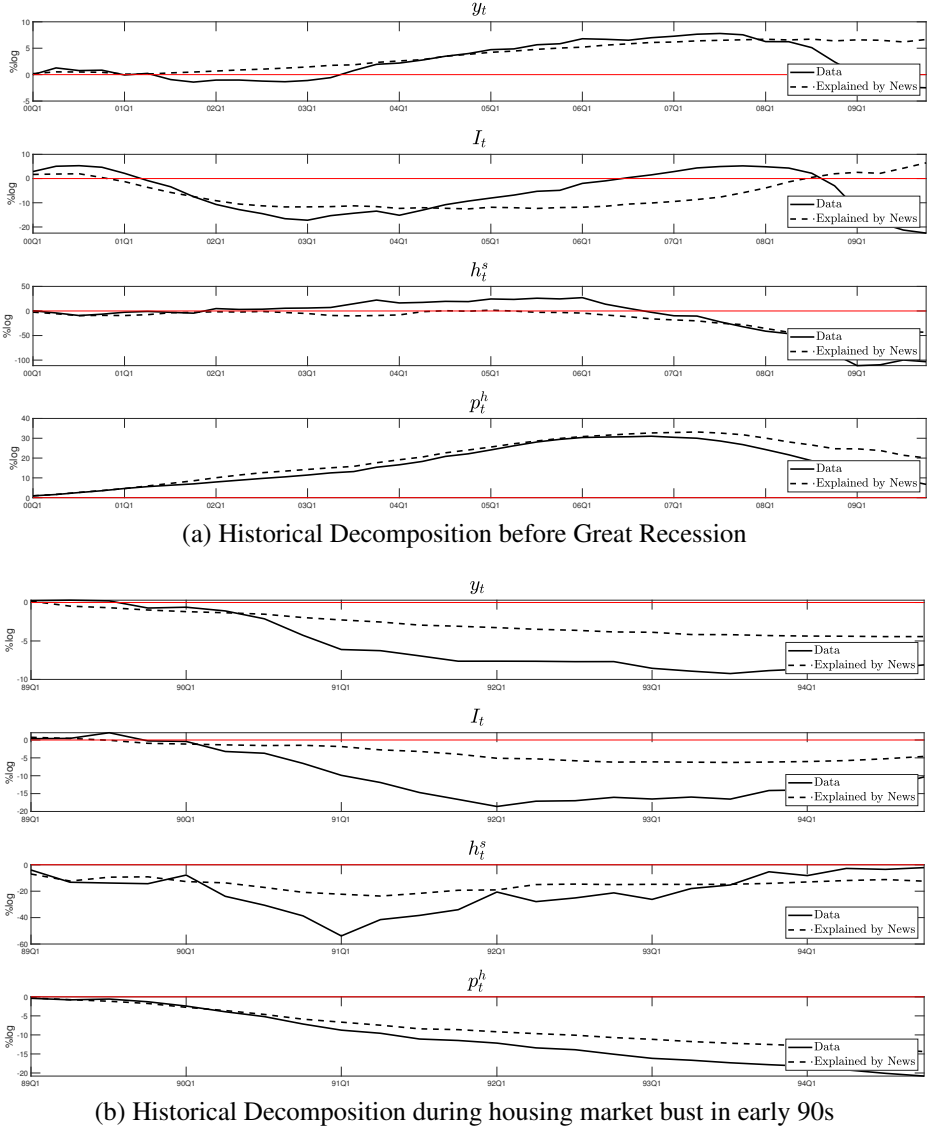 y_t
10
5
0
-5
%log
00Q1 01Q1 02Q1 03Q1 04Q1 05Q1 06Q1 07Q1 08Q1 09Q1
Data
Explained by News
I_t
10
0
-10
-20
%log
00Q1 01Q1 02Q1 03Q1 04Q1 05Q1 06Q1 07Q1 08Q1 09Q1
Data
Explained by News
h_t^s
50
0
-50
-100
%log
00Q1 01Q1 02Q1 03Q1 04Q1 05Q1 06Q1 07Q1 08Q1 09Q1
Data
Explained by News
p_t^h
40
30
20
10
0
%log
00Q1 01Q1 02Q1 03Q1 04Q1 05Q1 06Q1 07Q1 08Q1 09Q1
Data
Explained by News
(a) Historical Decomposition before Great Recession
y_t
0
-5
-10
%log
89Q1 90Q1 91Q1 92Q1 93Q1 94Q1
Data
Explained by News
I_t
0
-5
-10
-15
-20
%log
89Q1 90Q1 91Q1 92Q1 93Q1 94Q1
Data
Explained by News
h_t^s
0
-20
-40
-60
%log
89Q1 90Q1 91Q1 92Q1 93Q1 94Q1
Data
Explained by News
p_t^h
0
-5
-10
-15
-20
%log
89Q1 90Q1 91Q1 92Q1 93Q1 94Q1
Data
Explained by News
(b) Historical Decomposition during housing market bust in early 90s